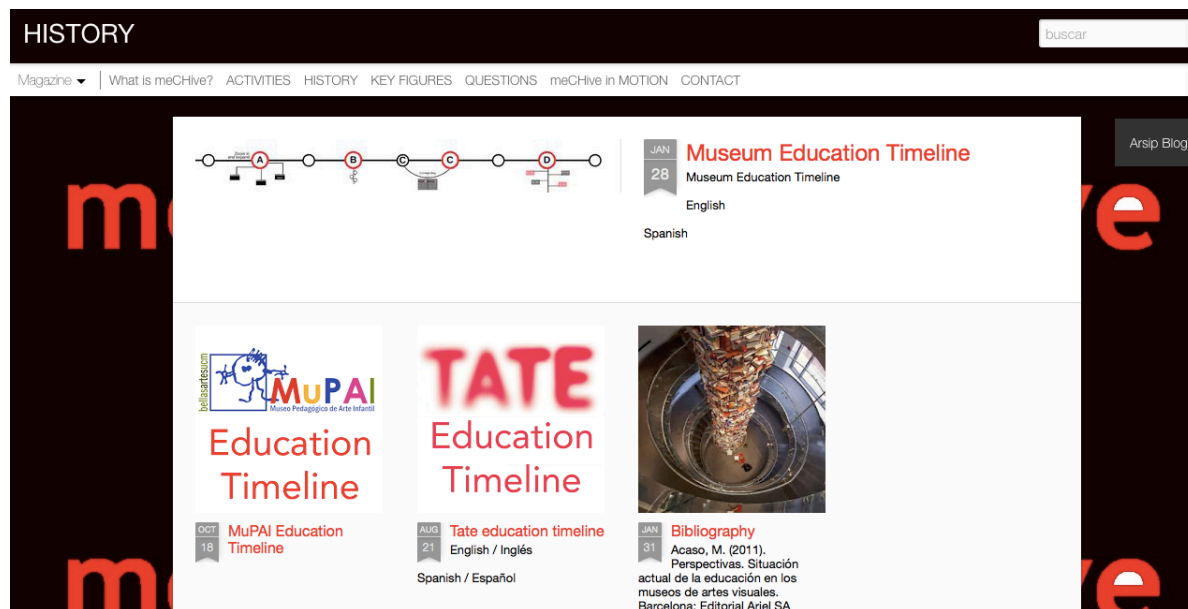 HISTORY
buscar
Magazine
What is meCHive? ACTIVITIES HISTORY KEY FIGURES QUESTIONS meCHive in MOTION CONTACT
Arsip Blog
A B C C D
JAN
28
Museum Education Timeline
Museum Education Timeline
English
Spanish
bellasartesucm
MuPAI
Museo Pedagógico de Arte Infantil
Education
Timeline
TATE
Education
Timeline
OCT
18
MuPAI Education
Timeline
AUG
21
Tate education timeline
English / Inglés
Spanish / Español
JAN
31
Bibliography
Acaso, M. (2011).
Perspectivas. Situación
actual de la educación en los
museos de artes visuales.
Barcelona: Editorial Ariel SA